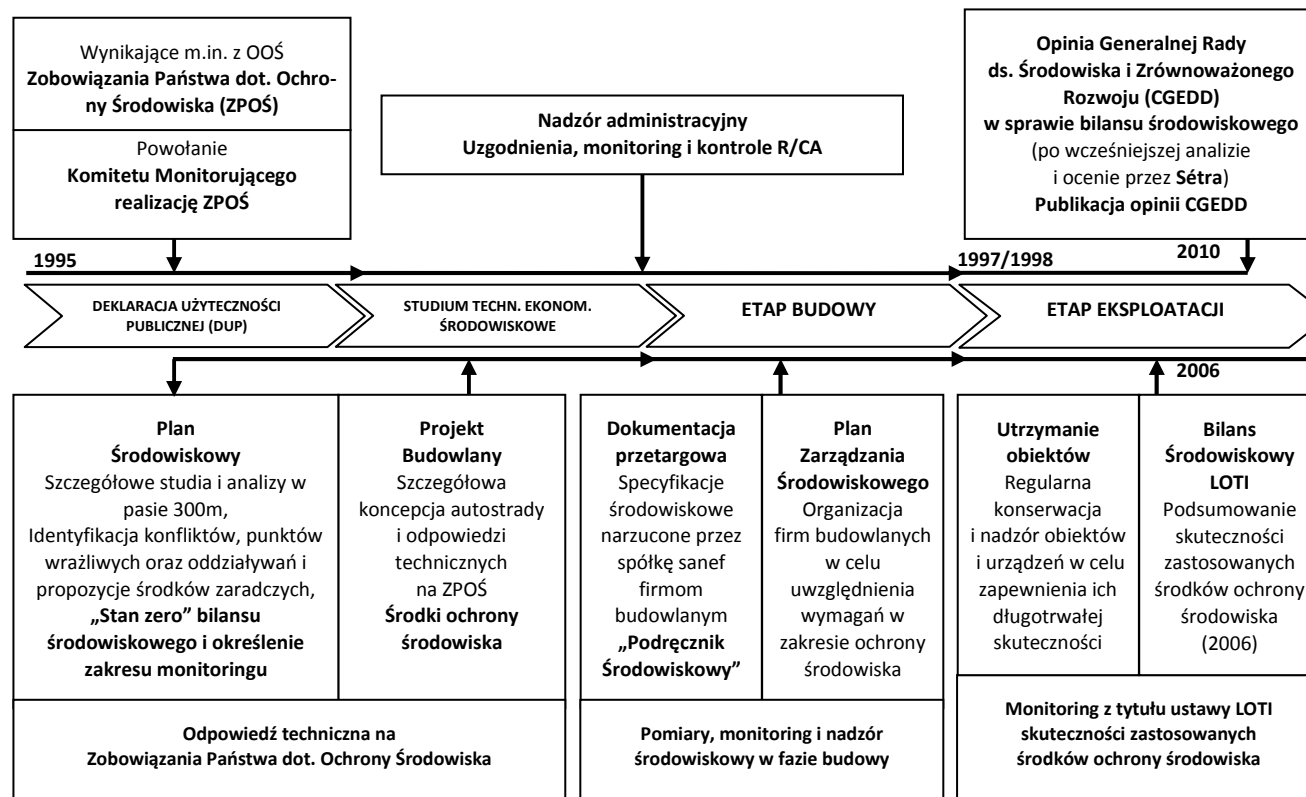 Wynikające m.in. z OOŚ
Zobowiązania Państwa dot. Ochro-
ny Środowiska (ZPOŚ)
Powołanie
Komitetu Monitorującego
realizację ZPOŚ
Nadzór administracyjny
Uzgodnienia, monitoring i kontrole R/CA
Opinia Generalnej Rady
ds. Środowiska i Zrównoważonego
Rozwoju (CGEDD)
w sprawie bilansu środowiskowego
(po wcześniejszej analizie
i ocenie przez Sétra)
Publikacja opinii CGEDD
1995
1997/1998
2010
DEKLARACJA UŻYTECZNOŚCI
PUBLICZNEJ (DUP)
STUDIUM TECHN. EKONOM.
ŚRODOWISKOWE
ETAP BUDOWY
ETAP EKSPLOATACJI
2006
Plan
Środowiskowy
Szczegółowe studia i analizy w
pasie 300m,
Identyfikacja konfliktów, punktów
wrażliwych oraz oddziaływań i
propozycje środków zaradczych,
„Stan zero” bilansu
środowiskowego i określenie
zakresu monitoringu
Projekt
Budowlany
Szczegółowa
koncepcja autostrady
i odpowiedzi
technicznych
na ZPOŚ
Środki ochrony
środowiska
Odpowiedź techniczna na
Zobowiązania Państwa dot. Ochrony Środowiska
Dokumentacja
przetargowa
Specyfikacje
środowiskowe
narzucone przez
spółkę sanef
firmom
budowlanym
„Podręcznik
Środowiskowy”
Plan
Zarządzania
Środowiskowego
Organizacja
firm budowlanych
w celu
uwzględnienia
wymagań w
zakresie ochrony
środowiska
Pomiary, monitoring i nadzór
środowiskowy w fazie budowy
Utrzymanie
obiektów
Regularna
konserwacja
i nadzór obiektów
i urządzeń w celu
zapewnienia ich
długotrwałej
skuteczności
Bilans
Środowiskowy
LOTI
Podsumowanie
skuteczności
zastosowanych
środków ochrony
środowiska
(2006)
Monitoring z tytułu ustawy LOTI
skuteczności zastosowanych
środków ochrony środowiska